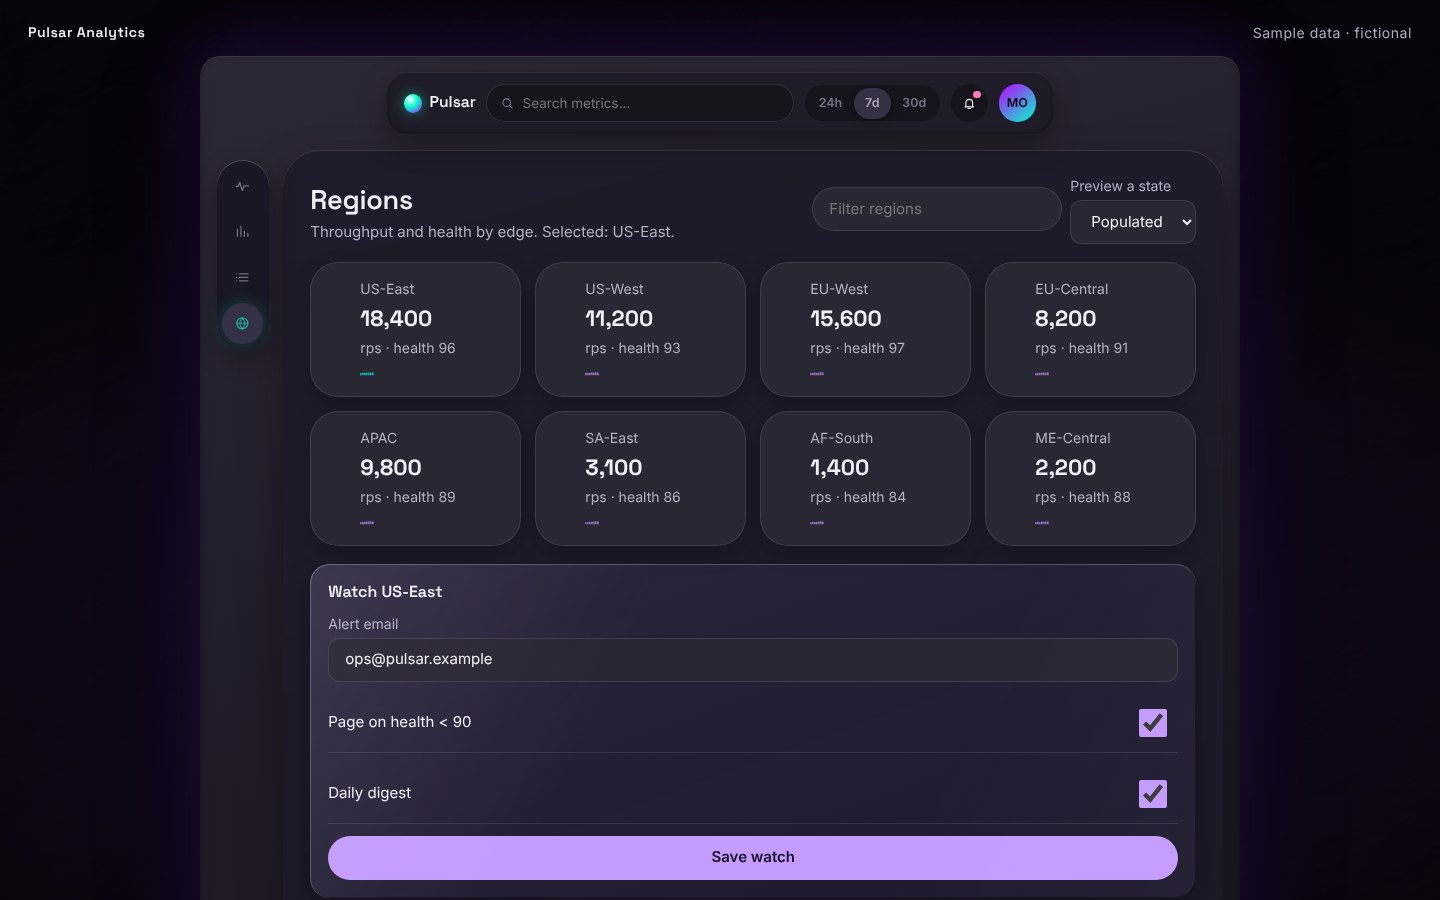 Pulsar Analytics
Sample data · fictional
Pulsar
Search metrics...
24h
7d
30d
MO
Regions
Throughput and health by edge. Selected: US-East.
Filter regions
Preview a state
Populated
US-East
18,400
rps · health 96
US-West
11,200
rps · health 93
EU-West
15,600
rps · health 97
EU-Central
8,200
rps · health 91
APAC
9,800
rps · health 89
SA-East
3,100
rps · health 86
AF-South
1,400
rps · health 84
ME-Central
2,200
rps · health 88
Watch US-East
Alert email
ops@pulsar.example
Page on health < 90
Daily digest
Save watch